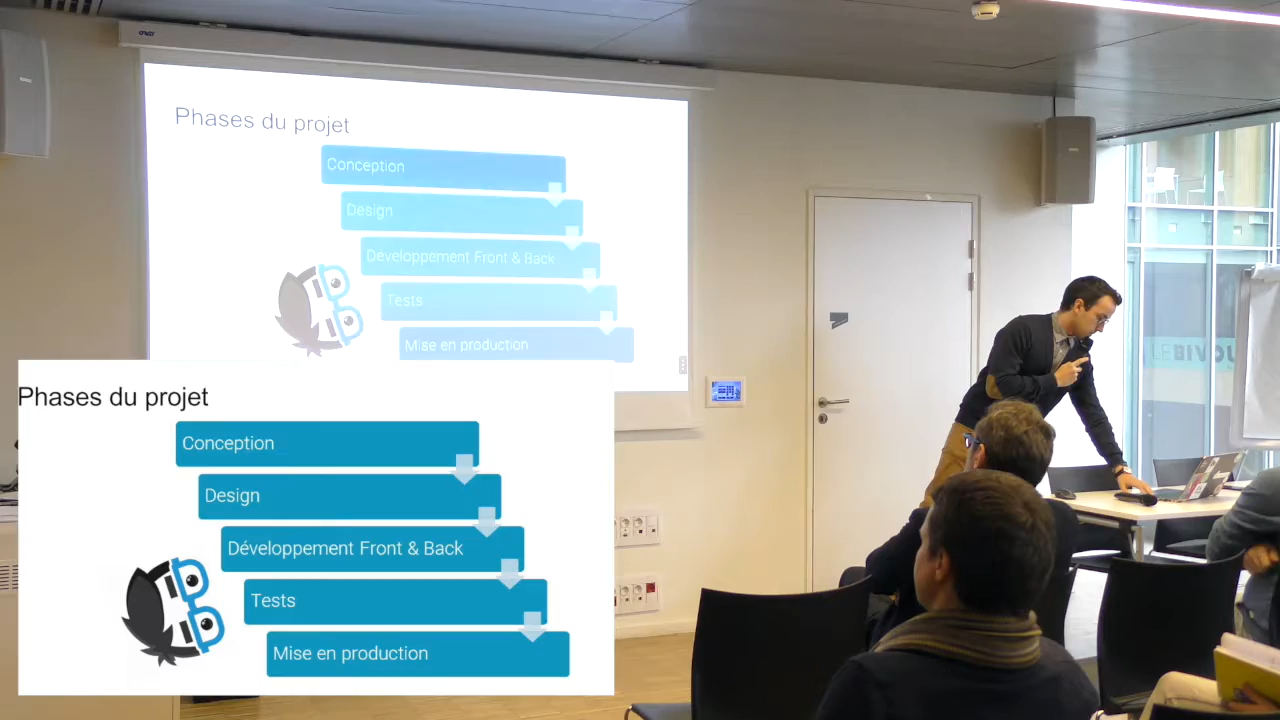 Phases du projet
Conception
Design
Développement Front & Back
Tests
Mise en production
Phases du projet
Conception
Design
Développement Front & Back
Tests
Mise en production
LE BIVOU